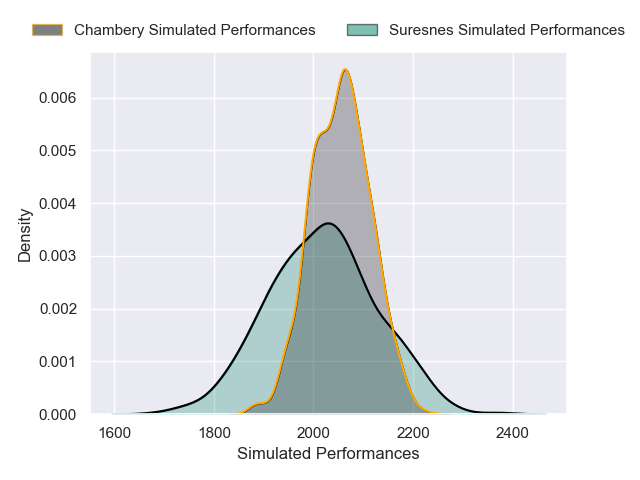 Chambery Simulated Performances Suresnes Simulated Performances
0.006
0.005
0.004
0.003
0.002
0.001
0.000
Density
1600 1800 2000 2200 2400
Simulated Performances